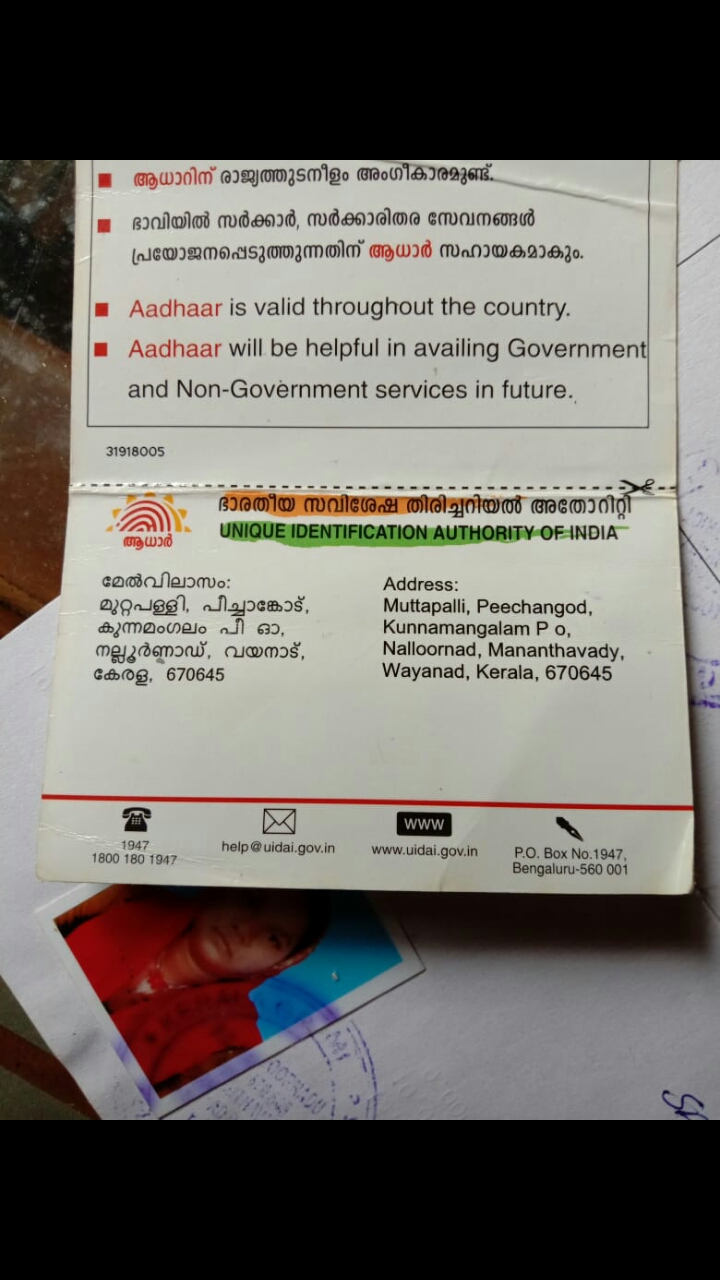 ആധാറിന് രാജ്യത്തുടനീളം അംഗീകാരമുണ്ട്.
ഭാവിയിൽ സർക്കാർ, സർക്കാരിതര സേവനങ്ങൾ
പ്രയോജനപ്പെടുത്തുന്നതിന് ആധാർ സഹായകമാകും.
Aadhaar is valid throughout the country.
Aadhaar will be helpful in availing Government
and Non-Government services in future.
31918005
ഭാരതീയ സവിശേഷ തിരിച്ചറിയൽ അതോറിറ്റി
UNIQUE IDENTIFICATION AUTHORITY OF INDIA
ആധാർ
മേൽവിലാസം:
മുറ്റപള്ളി, പീച്ചാങ്കോട്,
കുന്നമംഗലം പീ ഓ,
നല്ലൂർണാഡ്, വയനാട്,
കേരള, 670645
Address:
Muttapalli, Peechangod,
Kunnamangalam P o,
Nalloornad, Mananthavady,
Wayanad, Kerala, 670645
1947
1800 180 1947
help@uidai.gov.in
WWW
www.uidai.gov.in
P.O. Box No.1947,
Bengaluru-560 001